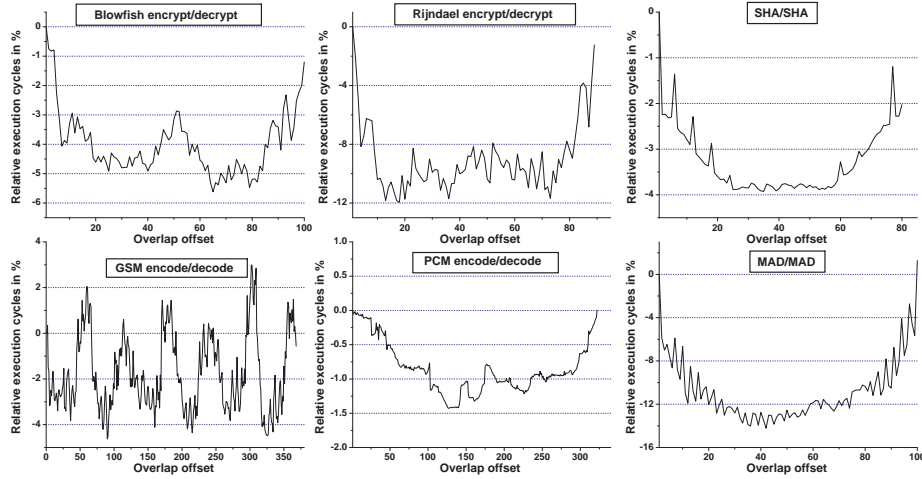 Blowfish encrypt/decrypt
Relative execution cycles in %
0
-1
-2
-3
-4
-5
-6
20 40 60 80 100
Overlap offset
Rijndael encrypt/decrypt
Relative execution cycles in %
0
-4
-8
-12
20 40 60 80
Overlap offset
SHA/SHA
Relative execution cycles in %
0
-1
-2
-3
-4
20 40 60 80
Overlap offset
GSM encode/decode
Relative execution cycles in %
4
2
0
-2
-4
50 100 150 200 250 300 350
Overlap offset
PCM encode/decode
Relative execution cycles in %
1.0
0.5
0.0
-0.5
-1.0
-1.5
-2.0
50 100 150 200 250 300
Overlap offset
MAD/MAD
Relative execution cycles in %
0
-4
-8
-12
-16
20 40 60 80 100
Overlap offset